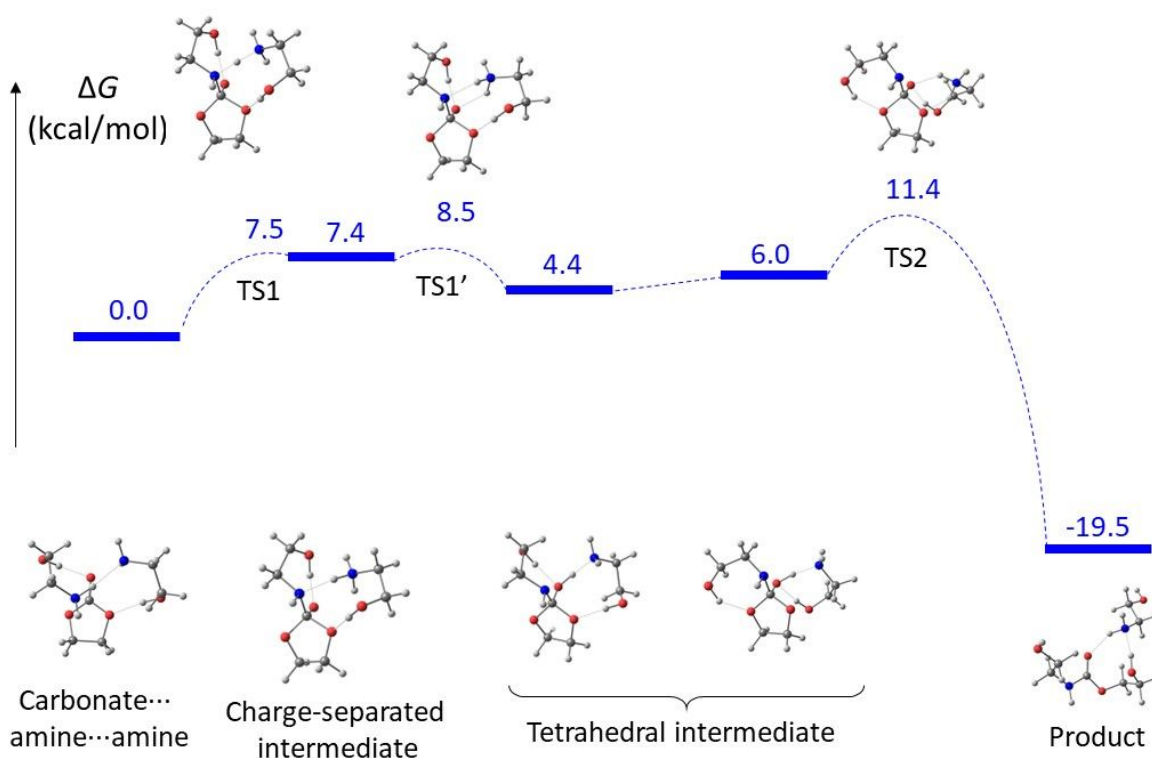 ΔG
(kcal/mol)
0.0
7.5
TS1
7.4
8.5
TS1’
4.4
6.0
11.4
TS2
-19.5
Carbonate···
amine···amine
Charge-separated
intermediate
Tetrahedral intermediate
Product